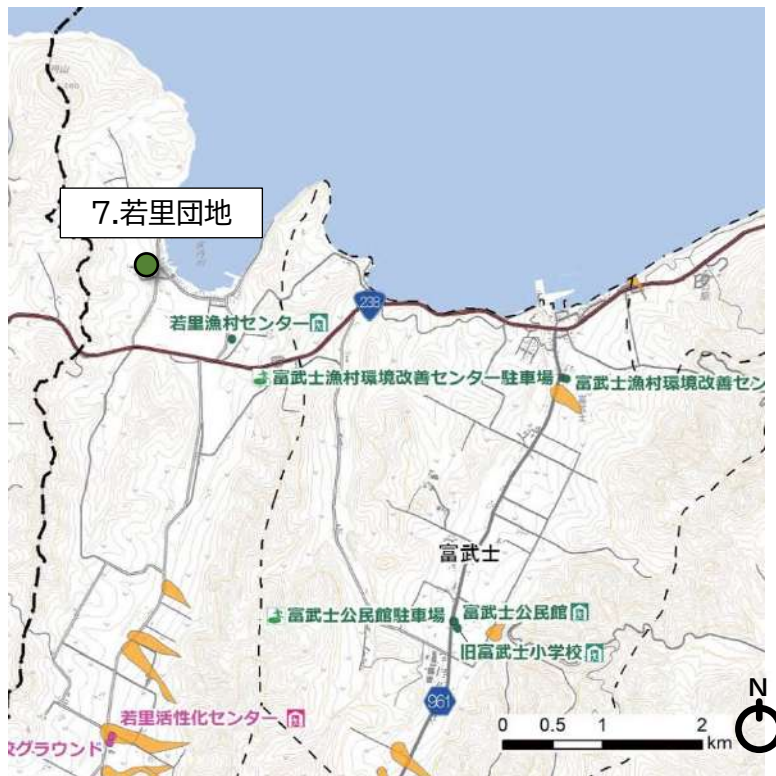 7.若里団地
238
若里漁村センター
富武士漁村環境改善センター駐車場
富武士漁村環境改善セン
富武士
富武士
富武士公民館駐車場
富武士公民館
旧富武士小学校
961
若里活性化センター
校グラウンド
N
0 0.5 1 2
km